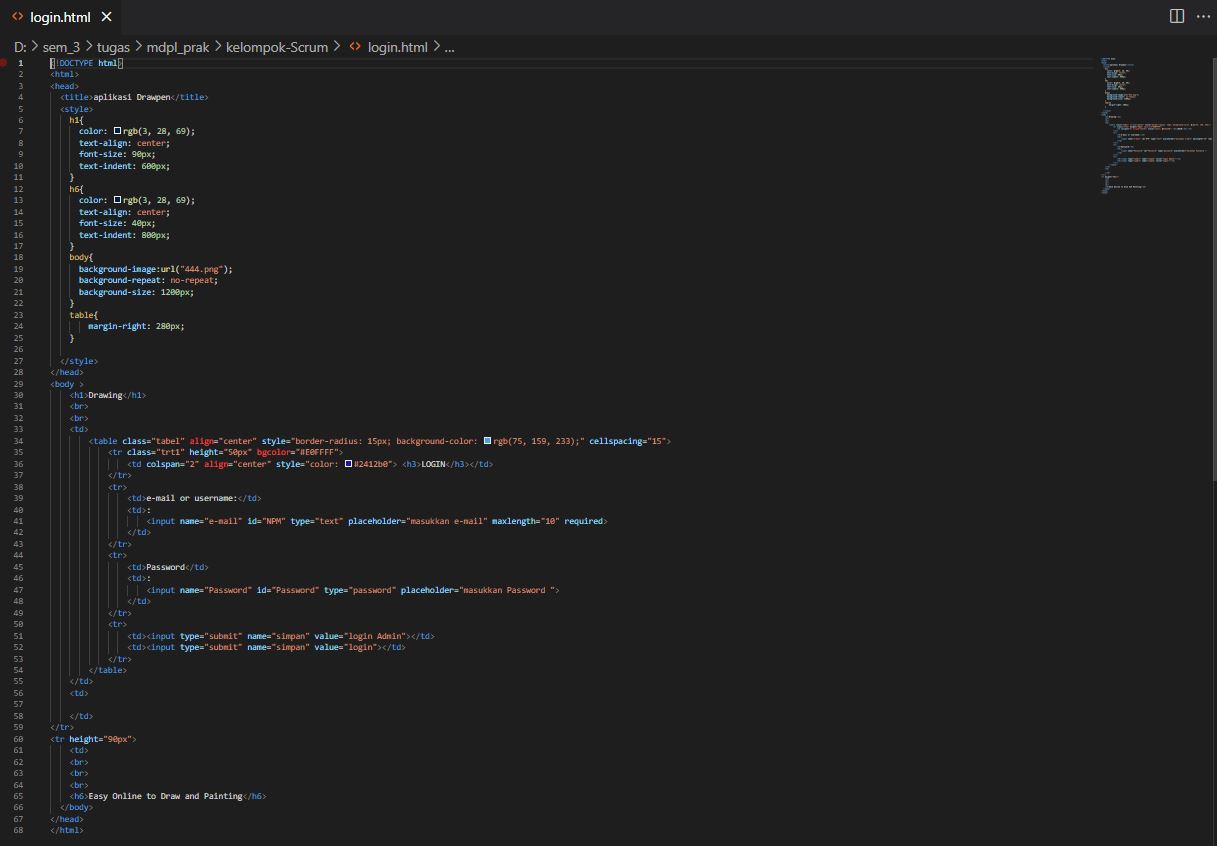 login.html
D: > sem_3 > tugas > mdpl_prak > kelompok-Scrum > login.html > ...
1 <!DOCTYPE html>
2 <html>
3 <head>
4 <title>aplikasi Drawpen</title>
5 <style>
6 h1{
7 color: rgb(3, 28, 69);
8 text-align: center;
9 font-size: 90px;
10 text-indent: 600px;
11 }
12 h6{
13 color: rgb(3, 28, 69);
14 text-align: center;
15 font-size: 40px;
16 text-indent: 800px;
17 }
18 body{
19 background-image:url("444.png");
20 background-repeat: no-repeat;
21 background-size: 1200px;
22 }
23 table{
24 margin-right: 280px;
25 }
26
27 </style>
28 </head>
29 <body >
30 <h1>Drawing</h1>
31 <br>
32 <br>
33 <td>
34 <table class="tabel" align="center" style="border-radius: 15px; background-color: rgb(75, 159, 233);" cellspacing="15">
35 <tr class="trt1" height="50px" bgcolor="#E0FFFF">
36 <td colspan="2" align="center" style="color: #2412b0"> <h3>LOGIN</h3></td>
37 </tr>
38 <tr>
39 <td>e-mail or username:</td>
40 <td>:
41 <input name="e-mail" id="NPM" type="text" placeholder="masukkan e-mail" maxlength="10" required>
42 </td>
43 </tr>
44 <tr>
45 <td>Password</td>
46 <td>:
47 <input name="Password" id="Password" type="password" placeholder="masukkan Password ">
48 </td>
49 </tr>
50 <tr>
51 <td><input type="submit" name="simpan" value="login Admin"></td>
52 <td><input type="submit" name="simpan" value="login"></td>
53 </tr>
54 </table>
55 </td>
56 <td>
57
58 </td>
59 </tr>
60 <tr height="90px">
61 <td>
62 <br>
63 <br>
64 <br>
65 <h6>Easy Online to Draw and Painting</h6>
66 </body>
67 </head>
68 </html>